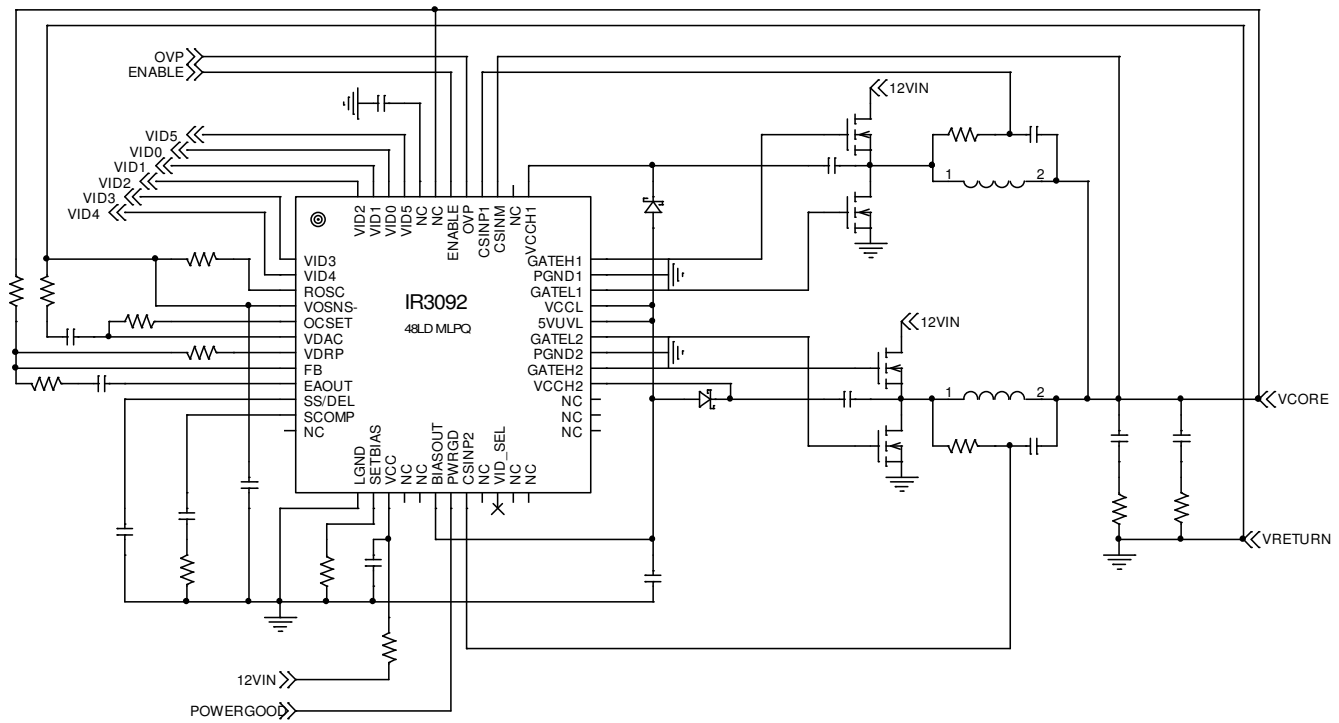 OVP
ENABLE
12VIN
VID5
VID0
VID1
VID2
VID3
VID4
1 2
VID2
VID1
VID0
VID5
NC
NC
ENABLE
OVP
CSINP1
CSINM
NC
VCCH1
VID3
VID4
ROSC
VOSNS-
OCSET
VDAC
VDRP
FB
EAOUT
SS/DEL
SCOMP
NC
IR3092
48LD MLPQ
GATEH1
PGND1
GATEL1
VCCL
5VUVL
GATEL2
PGND2
GATEH2
VCCH2
NC
NC
NC
LGND
SETBIAS
VCC
NC
NC
BIASOUT
PWRGD
CSINP2
NC
VID_SEL
NC
NC
12VIN
1 2
VCORE
VRETURN
12VIN
POWERGOOD